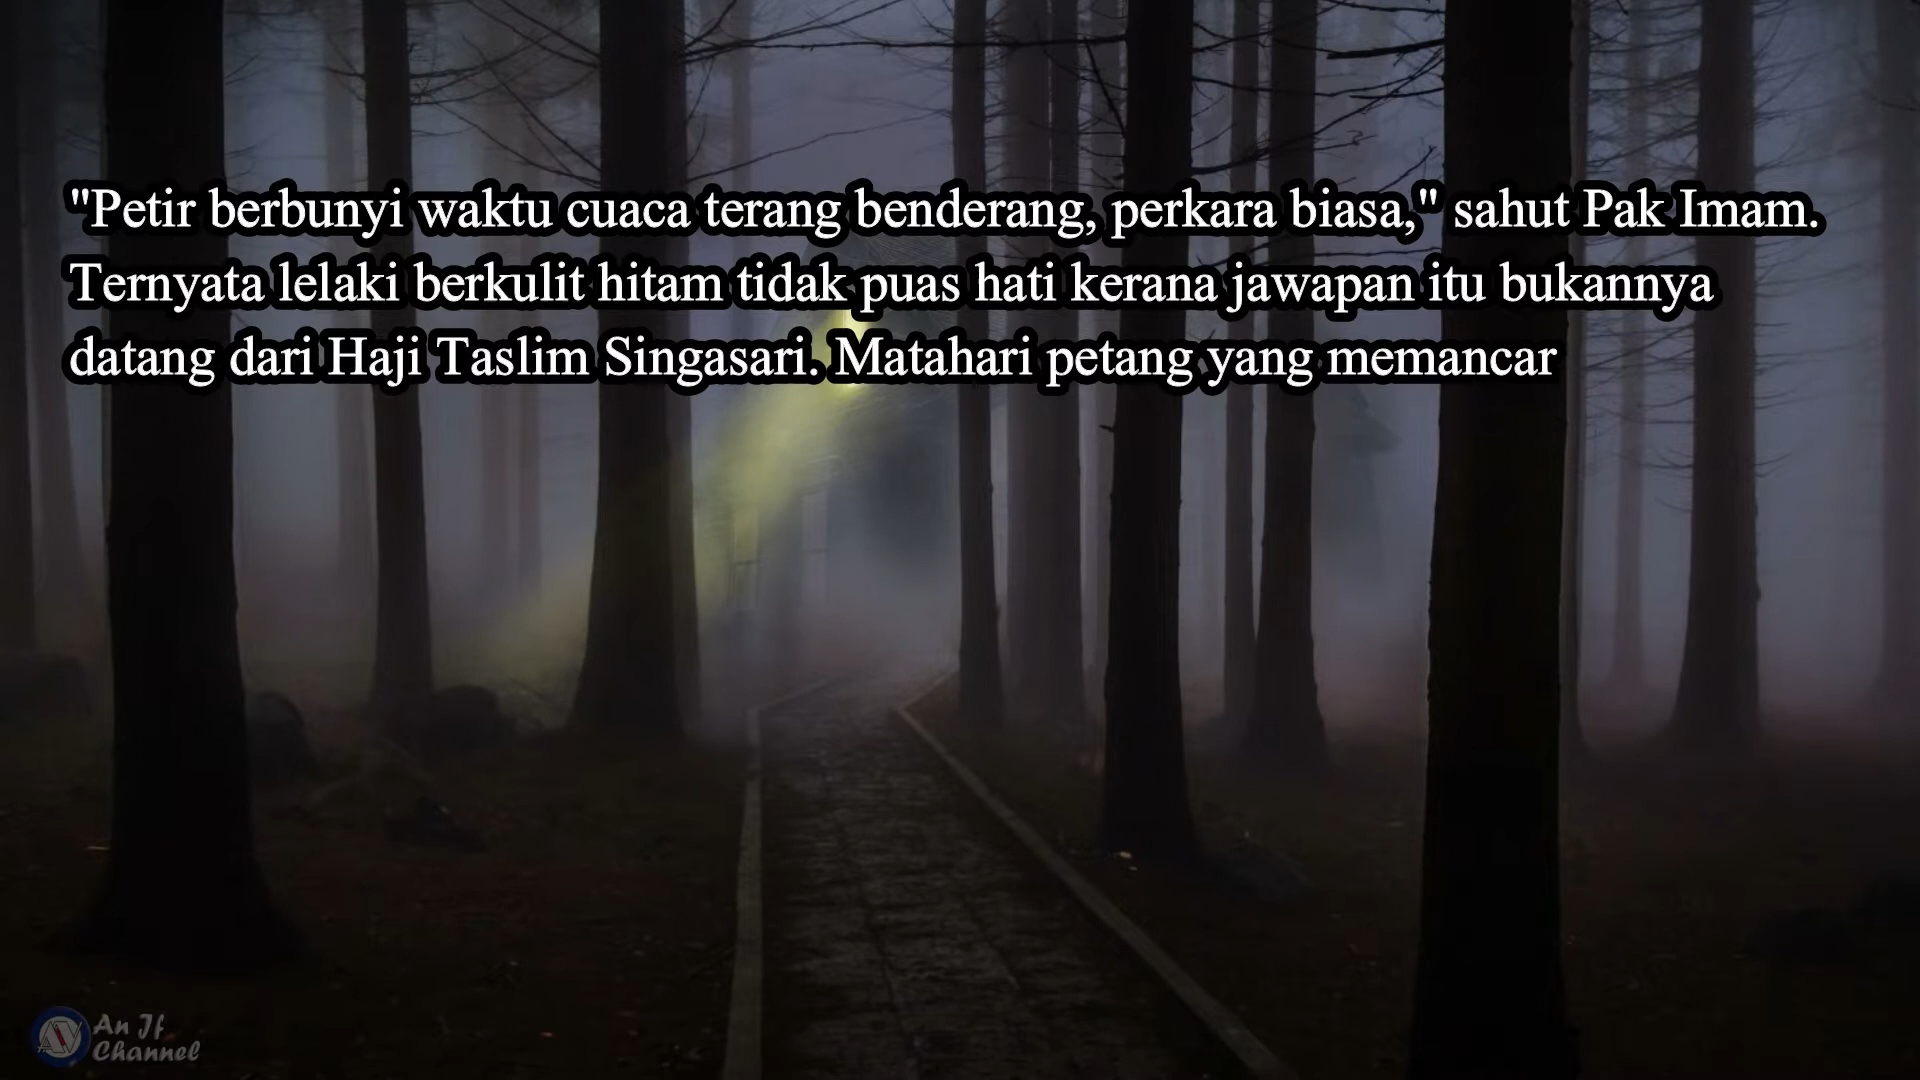 "Petir berbunyi waktu cuaca terang benderang, perkara biasa," sahut Pak Imam.
Ternyata lelaki berkulit hitam tidak puas hati kerana jawapan itu bukannya
datang dari Haji Taslim Singasari. Matahari petang yang memancar
An If
Channel